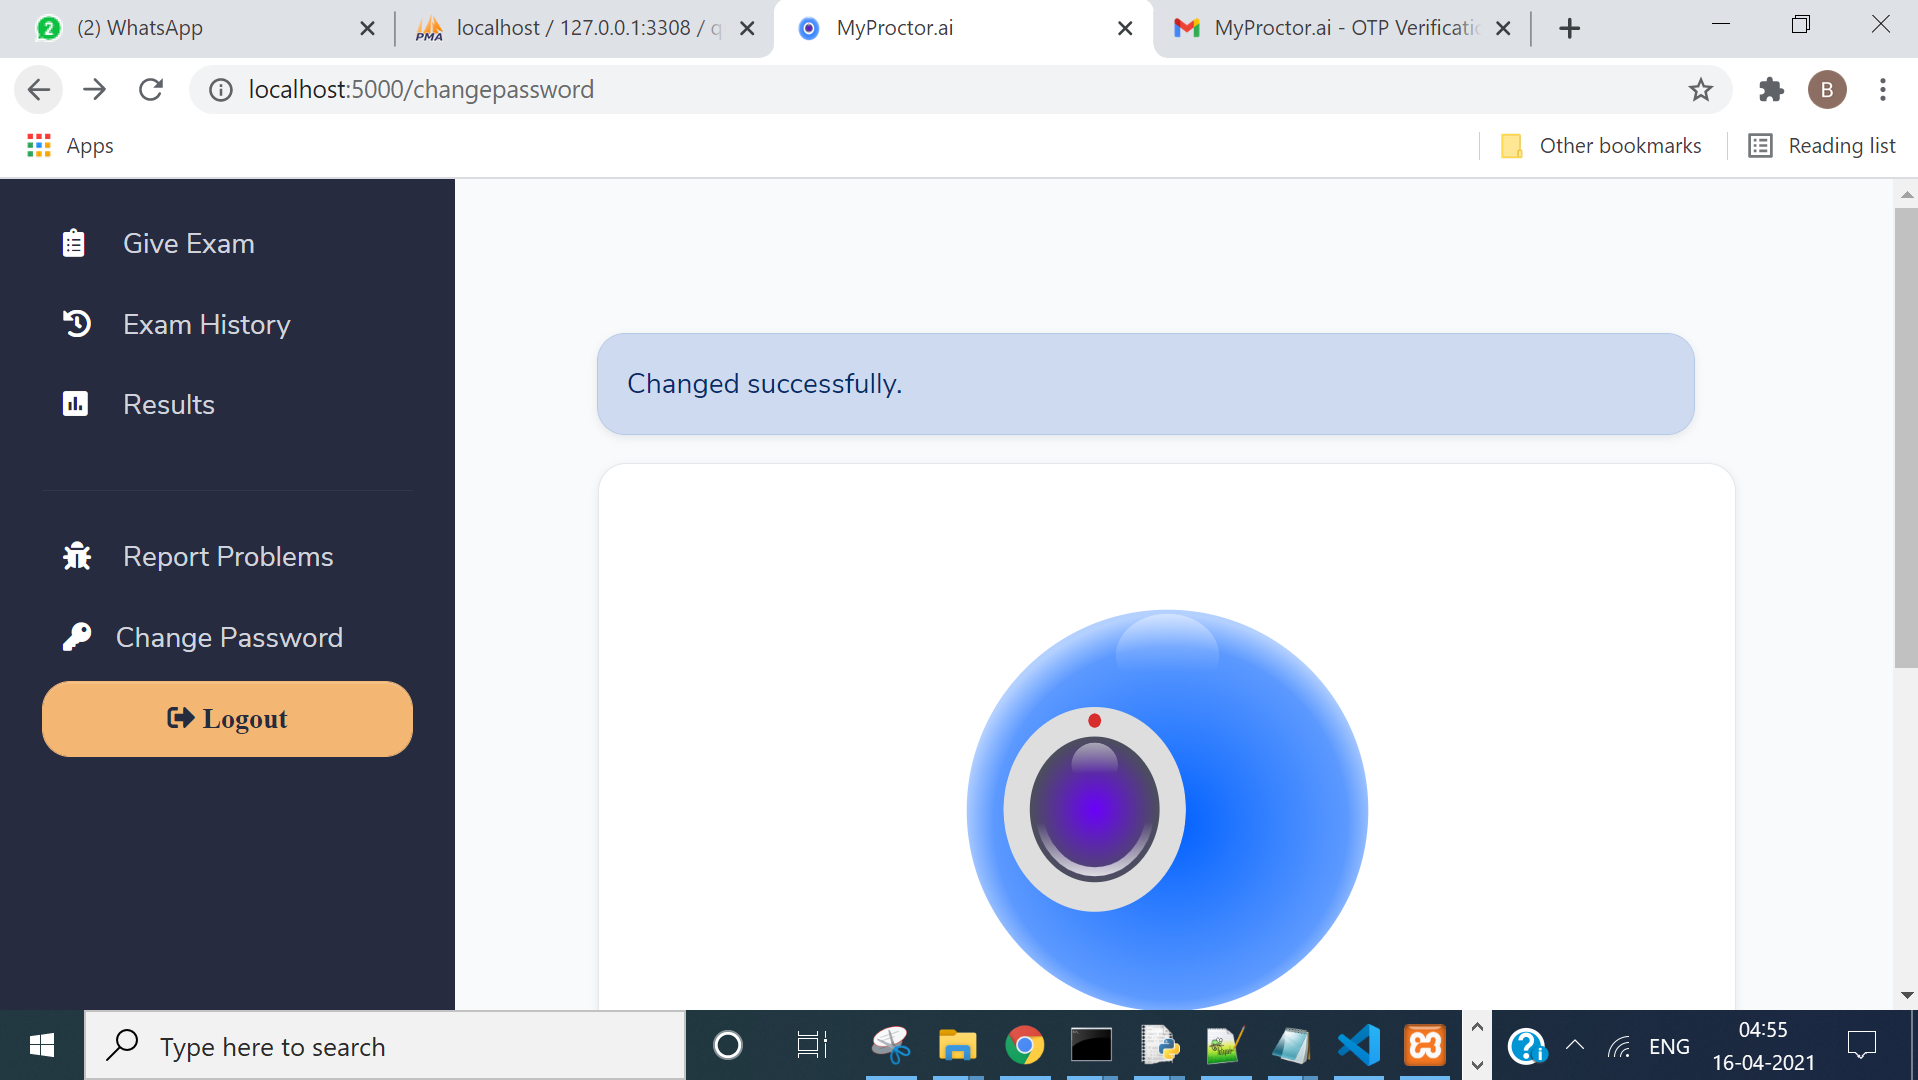 (2) WhatsApp
localhost / 127.0.0.1:3308 / q
MyProctor.ai
MyProctor.ai - OTP Verificatio
localhost:5000/changepassword
B
Apps
Other bookmarks
Reading list
Give Exam
Exam History
Results
Report Problems
Change Password
Logout
Changed successfully.
Type here to search
ENG
04:55
16-04-2021